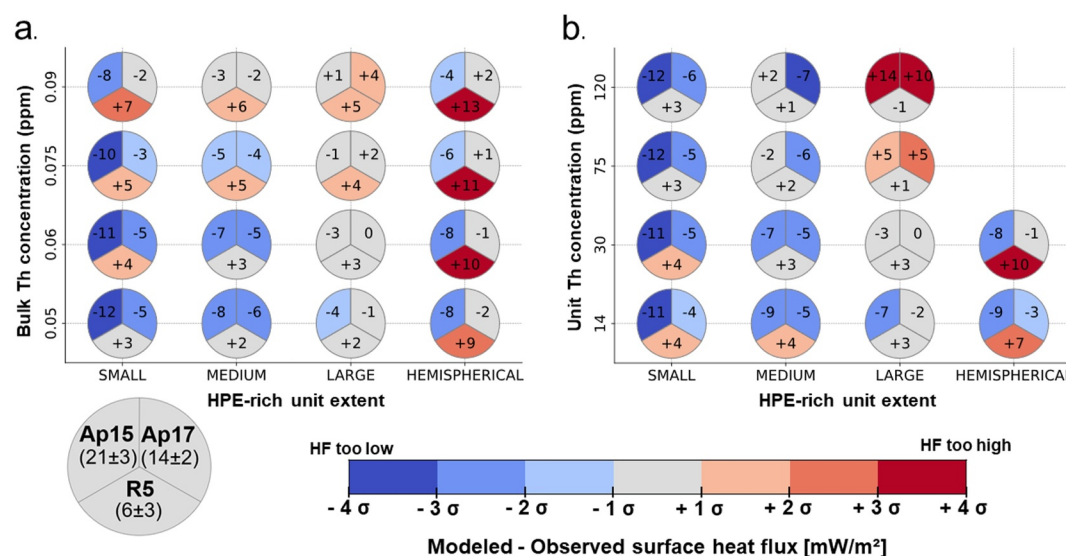 a.
Bulk Th concentration (ppm)
0.09
-8 -2 -3 -2 +1 +4 -4 +2
+7 +6 +5 +13
0.075
-10 -3 -5 -4 -1 +2 -6 +1
+5 +5 +4 +11
0.06
-11 -5 -7 -5 -3 0 -8 -1
+4 +3 +3 +10
0.05
-12 -5 -8 -6 -4 -1 -8 -2
+3 +2 +2 +9
SMALL MEDIUM LARGE HEMISPHERICAL
HPE-rich unit extent
b.
Unit Th concentration (ppm)
120
-12 -6 +2 -7 +14 +10
+3 +1 -1
75
-12 -5 -2 -6 +5 +5
+3 +2 +1
30
-11 -5 -7 -5 -3 0 -8 -1
+4 +3 +3 +10
14
-11 -4 -9 -5 -7 -2 -9 -3
+4 +4 +3 +7
SMALL MEDIUM LARGE HEMISPHERICAL
HPE-rich unit extent
Ap15 Ap17
(21±3) (14±2)
R5
(6±3)
HF too low HF too high
- 4 σ - 3 σ - 2 σ - 1 σ + 1 σ + 2 σ + 3 σ + 4 σ
Modeled - Observed surface heat flux [mW/m²]